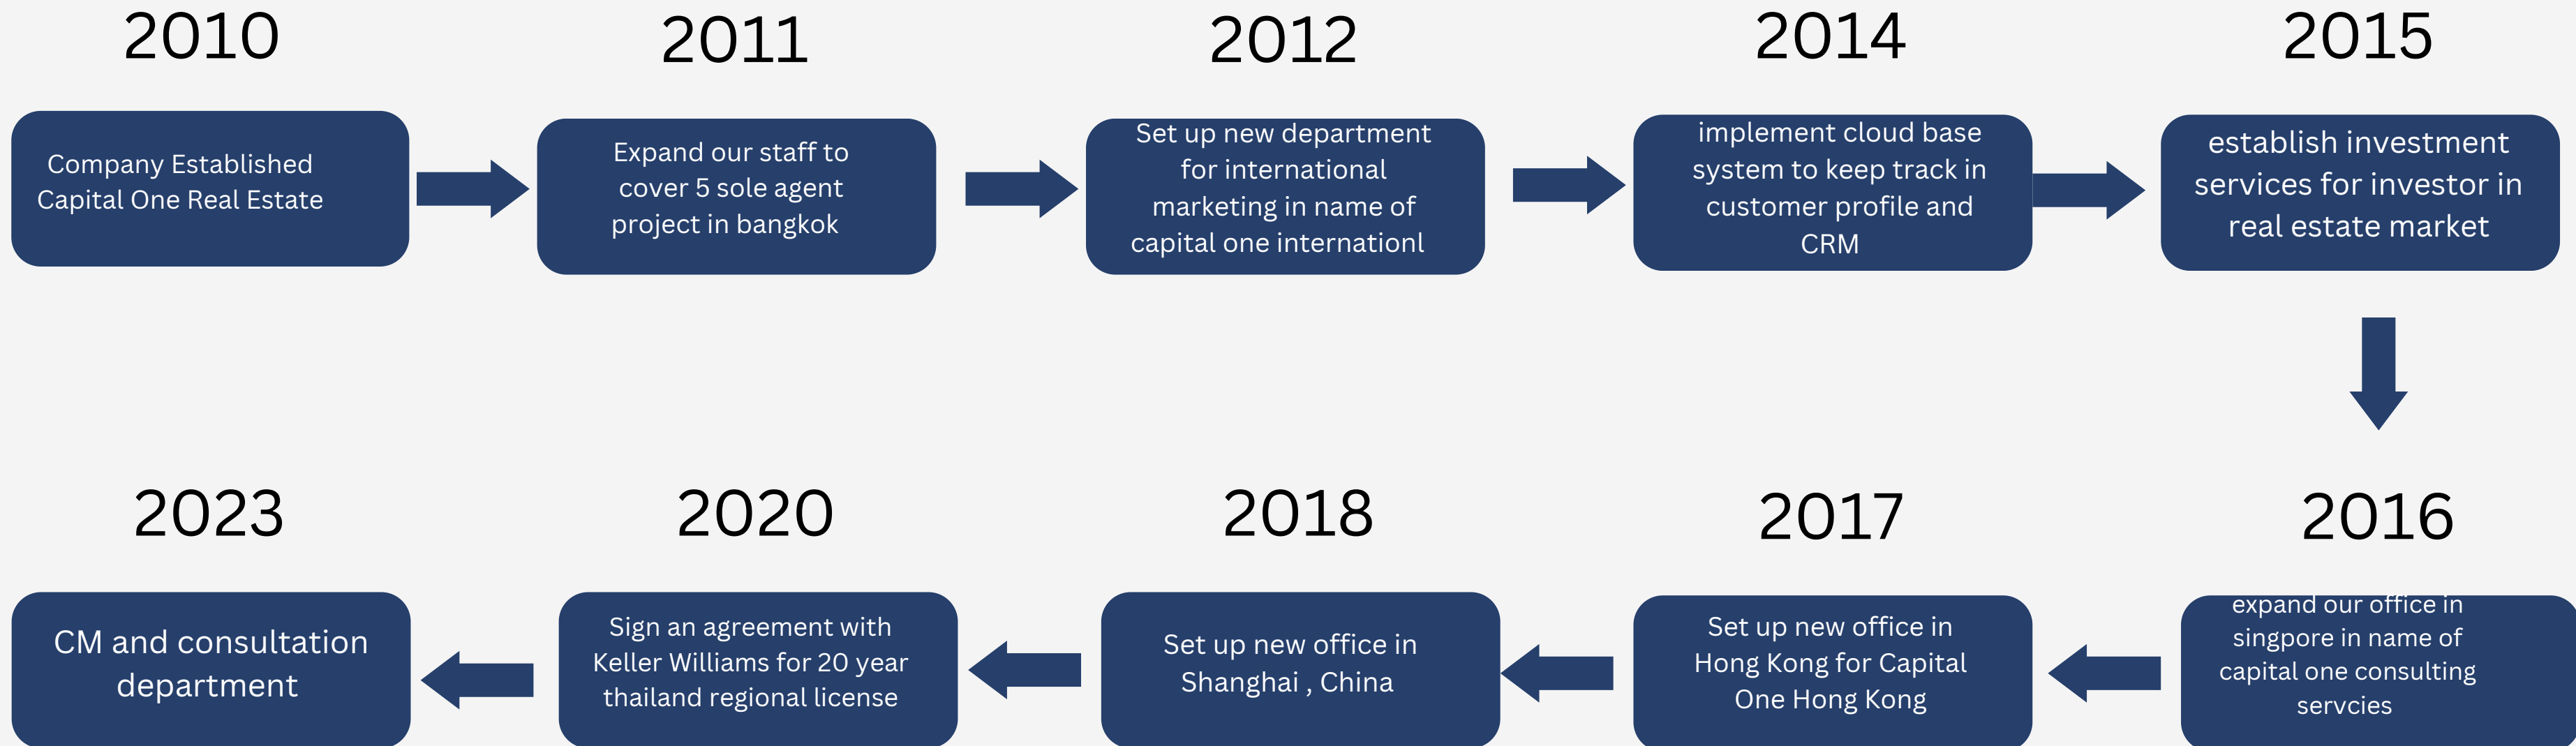 2010
Company Established
Capital One Real Estate
2011
Expand our staff to
cover 5 sole agent
project in bangkok
2012
Set up new department
for international
marketing in name of
capital one internationl
2014
implement cloud base
system to keep track in
customer profile and
CRM
2015
establish investment
services for investor in
real estate market
2016
expand our office in
singpore in name of
capital one consulting
servcies
2017
Set up new office in
Hong Kong for Capital
One Hong Kong
2018
Set up new office in
Shanghai , China
2020
Sign an agreement with
Keller Williams for 20 year
thailand regional license
2023
CM and consultation
department